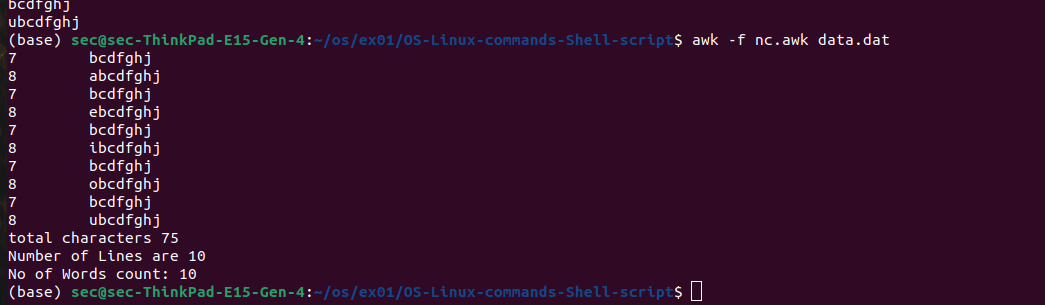 bcdfghj
ubcdfghj
(base) sec@sec-ThinkPad-E15-Gen-4:~/os/ex01/OS-Linux-commands-Shell-script$ awk -f nc.awk data.dat
7 bcdfghj
8 abcdfghj
7 bcdfghj
8 ebcdfghj
7 bcdfghj
8 ibcdfghj
7 bcdfghj
8 obcdfghj
7 bcdfghj
8 ubcdfghj
total characters 75
Number of Lines are 10
No of Words count: 10
(base) sec@sec-ThinkPad-E15-Gen-4:~/os/ex01/OS-Linux-commands-Shell-script$